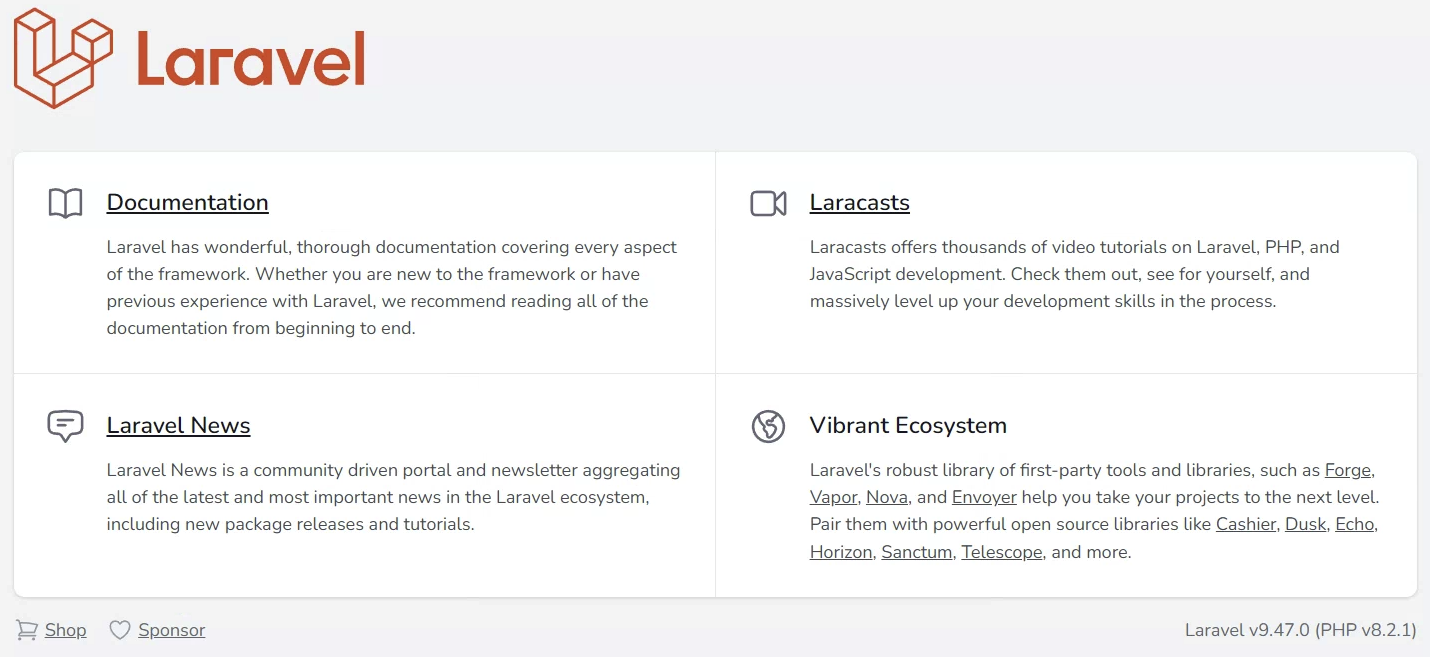 Laravel
Documentation
Laravel has wonderful, thorough documentation covering every aspect
of the framework. Whether you are new to the framework or have
previous experience with Laravel, we recommend reading all of the
documentation from beginning to end.
Laracasts
Laracasts offers thousands of video tutorials on Laravel, PHP, and
JavaScript development. Check them out, see for yourself, and
massively level up your development skills in the process.
Laravel News
Laravel News is a community driven portal and newsletter aggregating
all of the latest and most important news in the Laravel ecosystem,
including new package releases and tutorials.
Vibrant Ecosystem
Laravel's robust library of first-party tools and libraries, such as Forge,
Vapor, Nova, and Envoyer help you take your projects to the next level.
Pair them with powerful open source libraries like Cashier, Dusk, Echo,
Horizon, Sanctum, Telescope, and more.
Shop Sponsor
Laravel v9.47.0 (PHP v8.2.1)